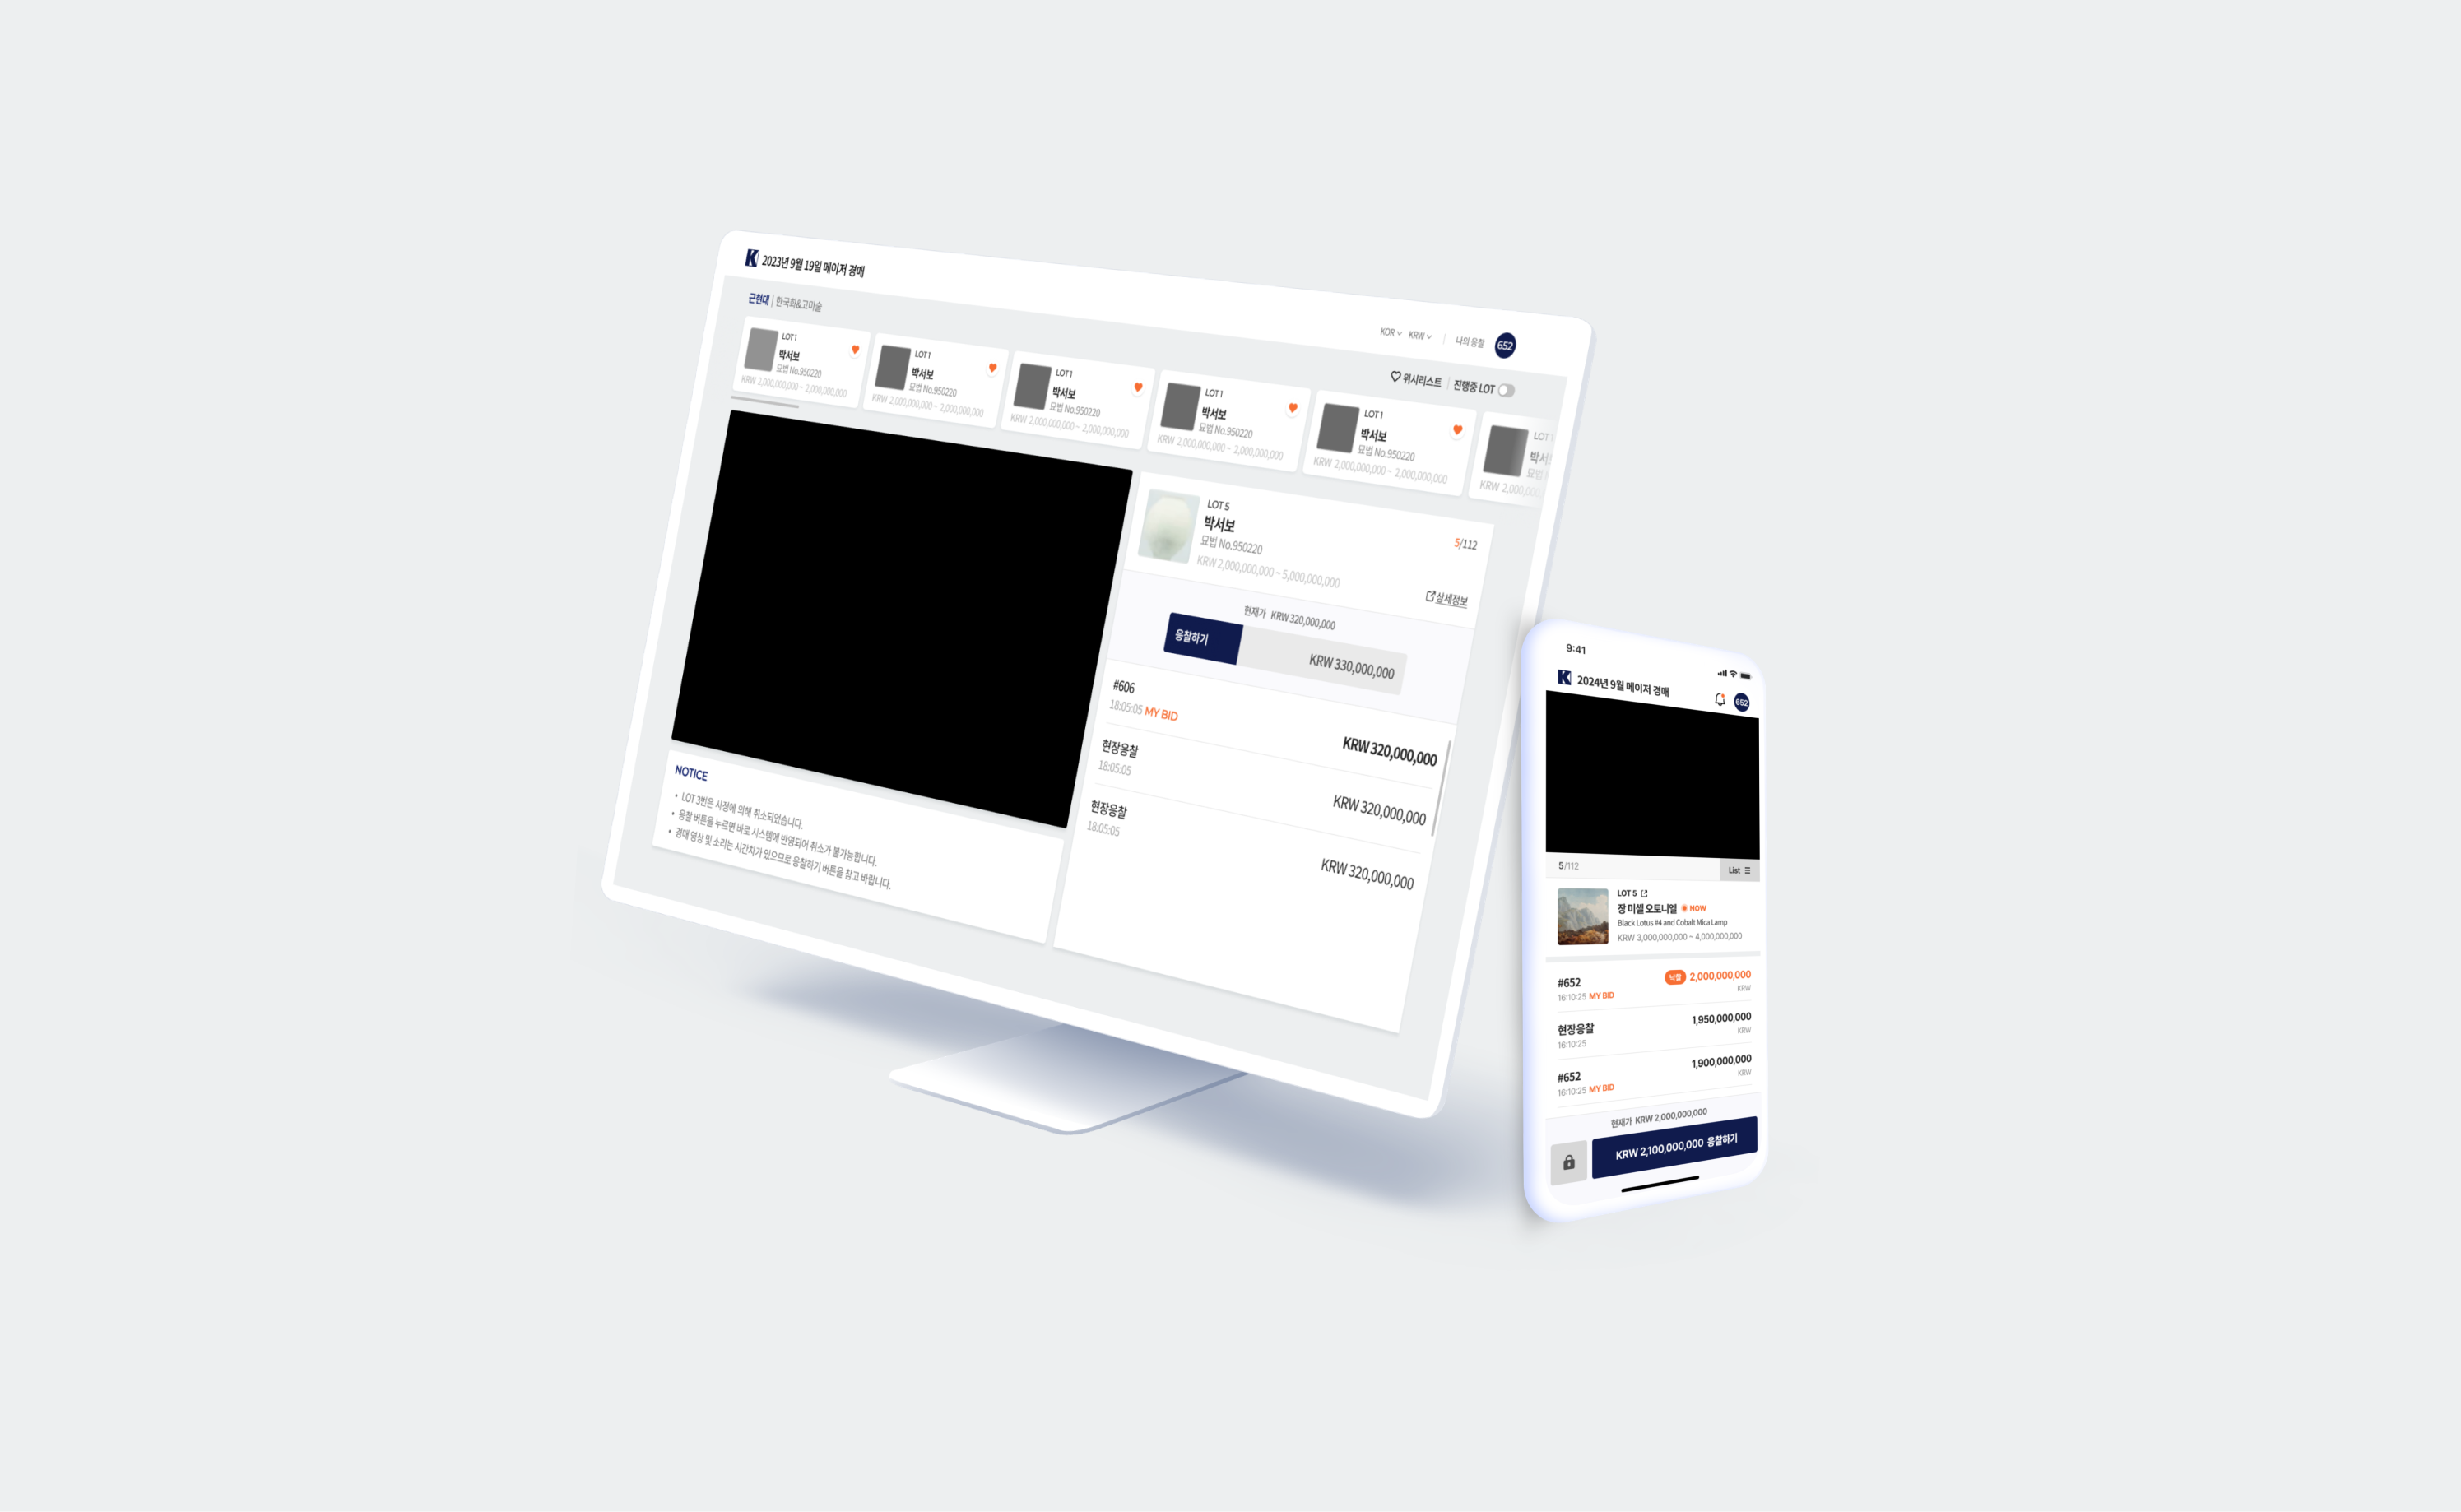 K 2023년 9월 19일 메이저 경매
KOR KRW | 나의 응찰 652
근현대 | 한국화&고미술
위시리스트 | 진행중 LOT
LOT 1
박서보
묘법 No.950220
KRW 2,000,000,000 ~ 2,000,000,000
LOT 1
박서보
묘법 No.950220
KRW 2,000,000,000 ~ 2,000,000,000
LOT 1
박서보
묘법 No.950220
KRW 2,000,000,000 ~ 2,000,000,000
LOT 1
박서보
묘법 No.950220
KRW 2,000,000,000 ~ 2,000,000,000
LOT 1
박서보
묘법 No.950220
KRW 2,000,000,000 ~ 2,000,000,000
LOT 1
박서
묘법
KRW 2,000,00
LOT 5
박서보
묘법 No.950220
KRW 2,000,000,000 ~ 5,000,000,000
5/112
상세정보
현재가 KRW 320,000,000
응찰하기 KRW 330,000,000
#606
18:05:05 MY BID
KRW 320,000,000
현장응찰
18:05:05
KRW 320,000,000
현장응찰
18:05:05
KRW 320,000,000
NOTICE
• LOT 3번은 사정에 의해 취소되었습니다.
• 응찰 버튼을 누르면 바로 시스템에 반영되어 취소가 불가능합니다.
• 경매 영상 및 소리는 시간차가 있으므로 응찰하기 버튼을 참고 바랍니다.
9:41
K 2024년 9월 메이저 경매
652
5/112
List
LOT 5
장 미셸 오토니엘 NOW
Black Lotus #4 and Cobalt Mica Lamp
KRW 3,000,000,000 ~ 4,000,000,000
#652
16:10:25 MY BID
낙찰 2,000,000,000
KRW
현장응찰
16:10:25
1,950,000,000
KRW
#652
16:10:25 MY BID
1,900,000,000
KRW
현재가 KRW 2,000,000,000
KRW 2,100,000,000 응찰하기